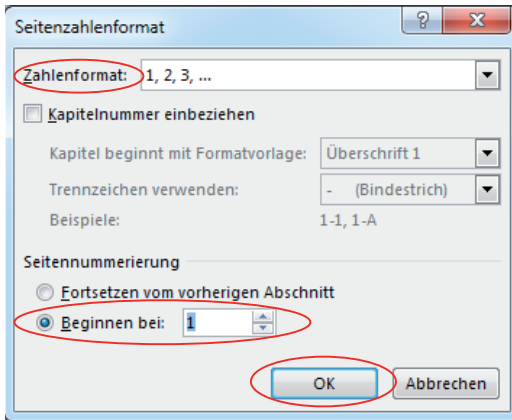 Seitenzahlenformat
Zahlenformat: 1, 2, 3, ...
Kapitelnummer einbeziehen
Kapitel beginnt mit Formatvorlage: Überschrift 1
Trennzeichen verwenden: - (Bindestrich)
Beispiele: 1-1, 1-A
Seitennummerierung
Fortsetzen vom vorherigen Abschnitt
Beginnen bei: 1
OK Abbrechen